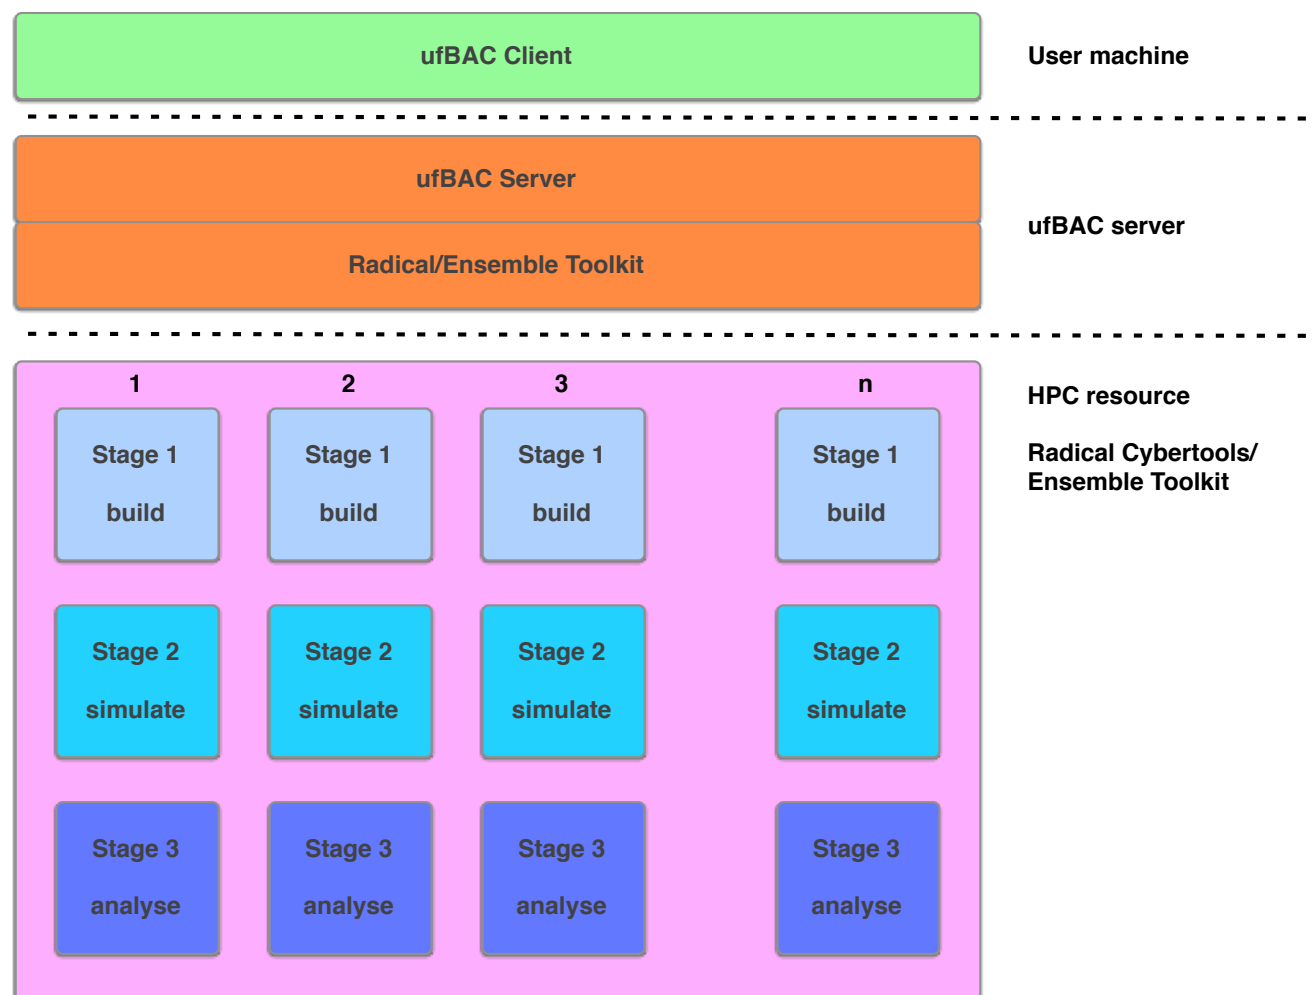 ufBAC Client
User machine
ufBAC Server
Radical/Ensemble Toolkit
ufBAC server
1 2 3 n
HPC resource
Radical Cybertools/
Ensemble Toolkit
Stage 1 Stage 1 Stage 1 Stage 1
build build build build
Stage 2 Stage 2 Stage 2 Stage 2
simulate simulate simulate simulate
Stage 3 Stage 3 Stage 3 Stage 3
analyse analyse analyse analyse